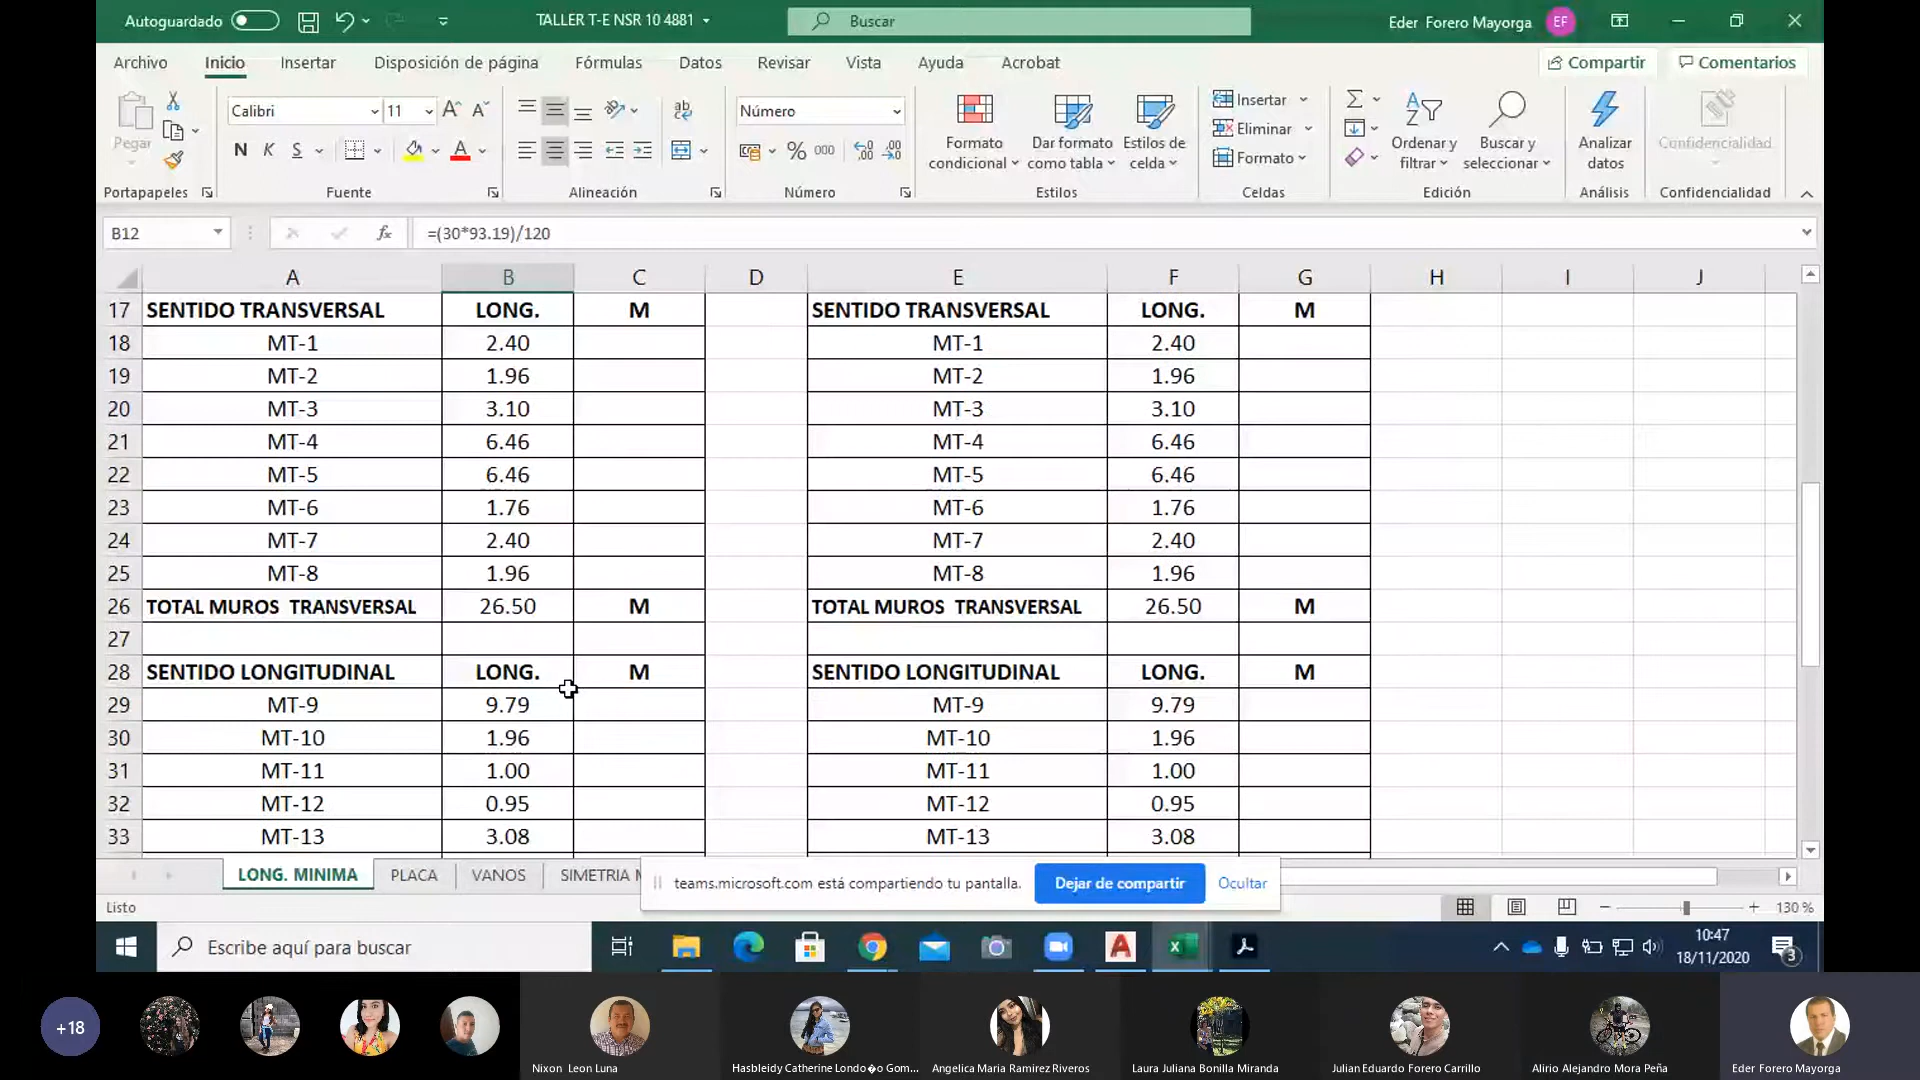 Autoguardado
TALLER T-E NSR 10 4881
Buscar
Eder Forero Mayorga
EF
Archivo Inicio Insertar Disposición de página Fórmulas Datos Revisar Vista Ayuda Acrobat
Compartir
Comentarios
Pegar
Portapapeles
Calibri 11
N K S
Fuente
Alineación
Número
% 000
Número
Formato condicional
Dar formato como tabla
Estilos de celda
Estilos
Insertar
Eliminar
Formato
Celdas
Ordenar y filtrar
Buscar y seleccionar
Edición
Analizar datos
Análisis
Confidencialidad
Confidencialidad
B12 fx =(30*93.19)/120
A B C D E F G H I J
17 SENTIDO TRANSVERSAL LONG. M SENTIDO TRANSVERSAL LONG. M
18 MT-1 2.40 MT-1 2.40
19 MT-2 1.96 MT-2 1.96
20 MT-3 3.10 MT-3 3.10
21 MT-4 6.46 MT-4 6.46
22 MT-5 6.46 MT-5 6.46
23 MT-6 1.76 MT-6 1.76
24 MT-7 2.40 MT-7 2.40
25 MT-8 1.96 MT-8 1.96
26 TOTAL MUROS TRANSVERSAL 26.50 M TOTAL MUROS TRANSVERSAL 26.50 M
27
28 SENTIDO LONGITUDINAL LONG. M SENTIDO LONGITUDINAL LONG. M
29 MT-9 9.79 MT-9 9.79
30 MT-10 1.96 MT-10 1.96
31 MT-11 1.00 MT-11 1.00
32 MT-12 0.95 MT-12 0.95
33 MT-13 3.08 MT-13 3.08
LONG. MINIMA PLACA VANOS SIMETRIA M
teams.microsoft.com está compartiendo tu pantalla. Dejar de compartir Ocultar
Listo
130 %
Escribe aquí para buscar
10:47
18/11/2020
3
+18
Nixon Leon Luna
Hasbleidy Catherine Londo�o Gom...
Angelica Maria Ramirez Riveros
Laura Juliana Bonilla Miranda
Julian Eduardo Forero Carrillo
Alirio Alejandro Mora Peña
Eder Forero Mayorga